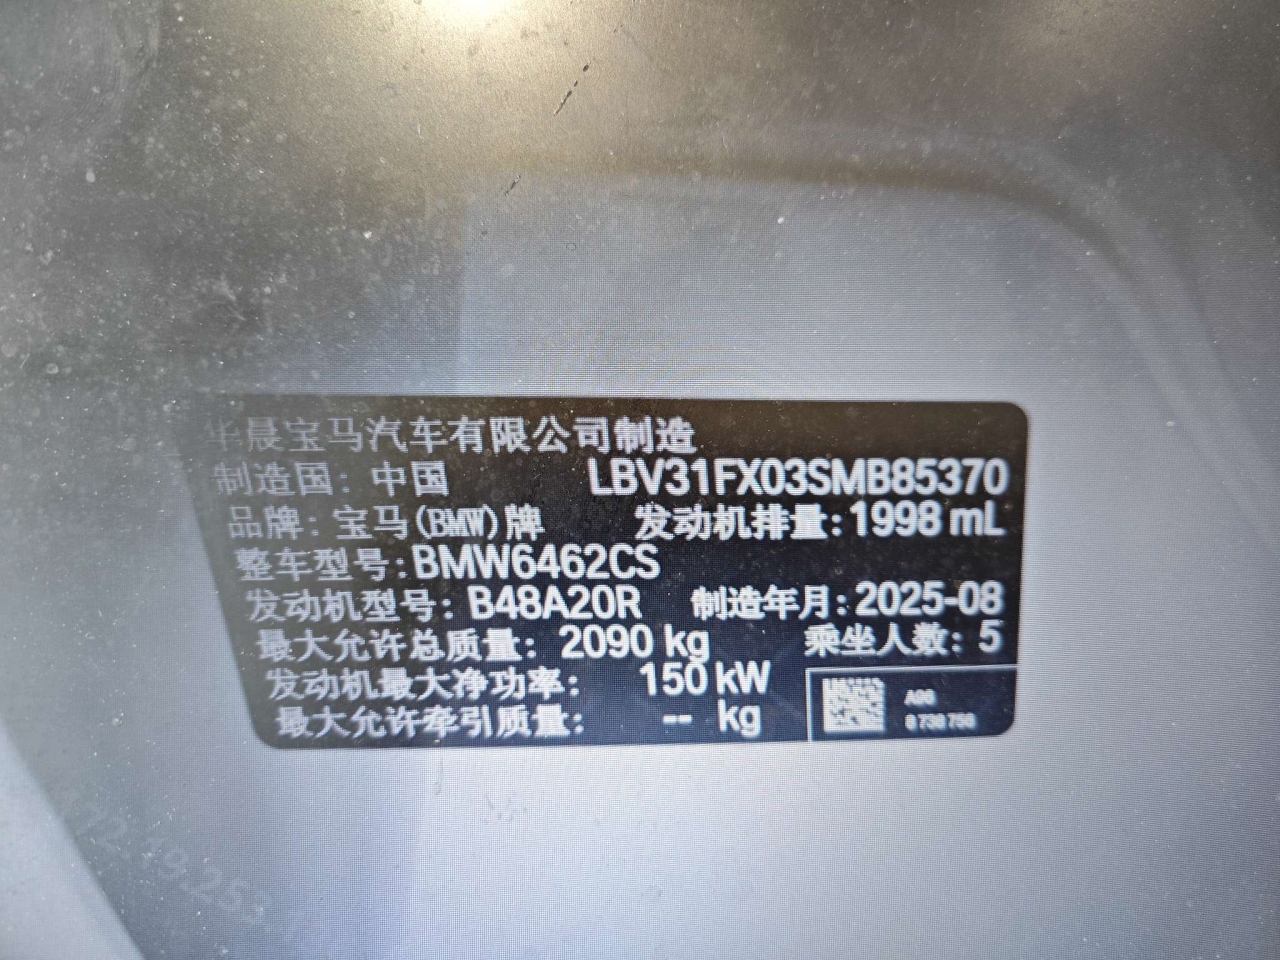 华晨宝马汽车有限公司制造
制造国：中国 LBV31FX03SMB85370
品牌：宝马(BMW)牌 发动机排量：1998 mL
整车型号：BMW6462CS
发动机型号：B48A20R 制造年月：2025-08
最大允许总质量：2090 kg 乘坐人数：5
发动机最大净功率：150 kW
最大允许牵引质量：-- kg
A96
8 738 750